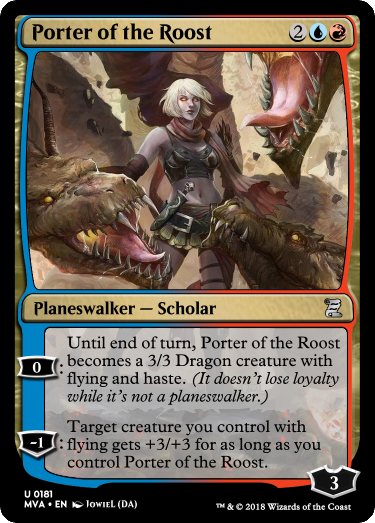 Porter of the Roost 2
Planeswalker — Scholar
0: Until end of turn, Porter of the Roost
becomes a 3/3 Dragon creature with
flying and haste. (It doesn't lose loyalty
while it's not a planeswalker.)
-1: Target creature you control with
flying gets +3/+3 for as long as you
control Porter of the Roost.
3
U 0181
MVA • EN JOWIEL (DA)
™ & © 2018 Wizards of the Coast